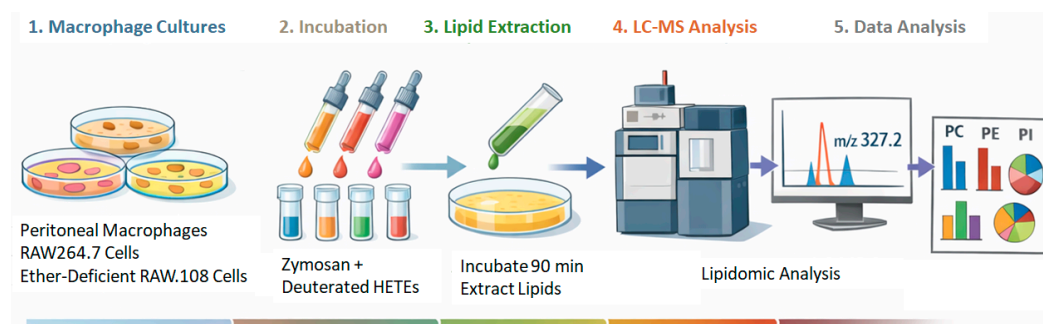 1. Macrophage Cultures
2. Incubation
3. Lipid Extraction
4. LC-MS Analysis
5. Data Analysis
m/z 327.2
PC PE PI
Peritoneal Macrophages
RAW264.7 Cells
Ether-Deficient RAW.108 Cells
Zymosan +
Deuterated HETEs
Incubate 90 min
Extract Lipids
Lipidomic Analysis